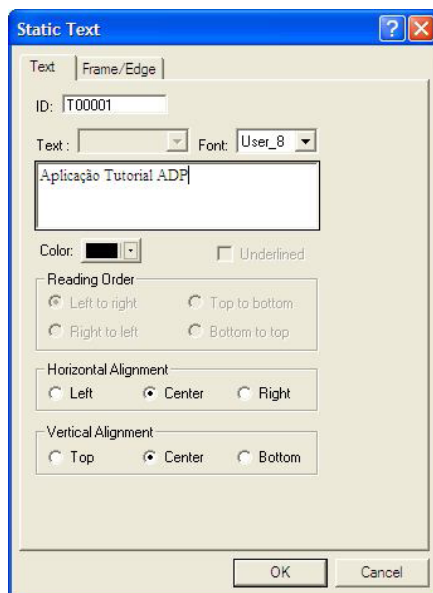 Static Text
Text Frame/Edge
ID: T00001
Text : Font: User_8
Aplicação Tutorial ADP
Color: Underlined
Reading Order
Left to right Top to bottom
Right to left Bottom to top
Horizontal Alignment
Left Center Right
Vertical Alignment
Top Center Bottom
OK Cancel